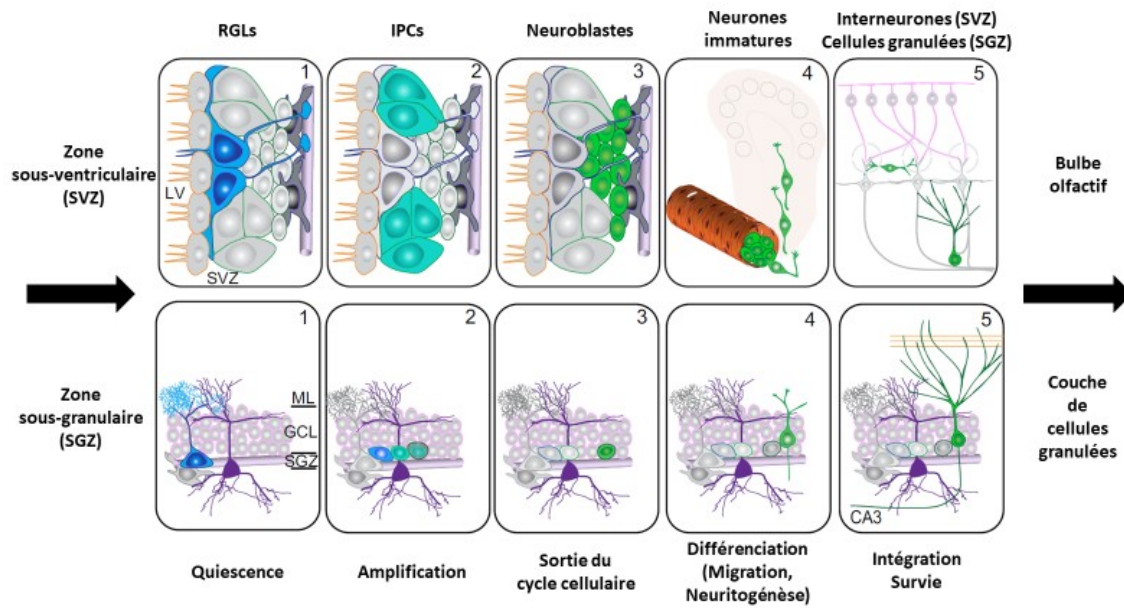 RGLs
IPCs
Neuroblastes
Neurones
immatures
Interneurones (SVZ)
Cellules granulées (SGZ)
Zone
sous-ventriculaire
(SVZ)
1
LV
SVZ
2
3
4
5
Bulbe
olfactif
Zone
sous-granulaire
(SGZ)
1
ML
GCL
SGZ
2
3
4
5
CA3
Couche
de
cellules
granulées
Quiescence
Amplification
Sortie du
cycle cellulaire
Différenciation
(Migration,
Neuritogénèse)
Intégration
Survie